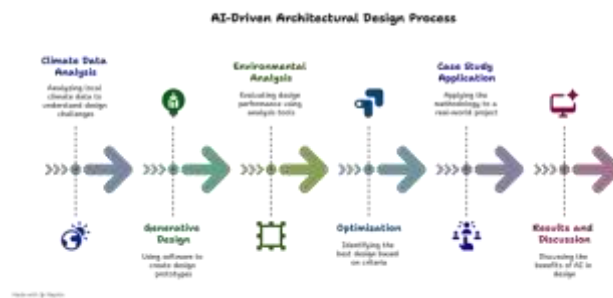 AI-Driven Architectural Design Process
Climate Data
Analysis
Analyzing local
climate data to
understand design
challenges
Generative
Design
Using software to
create design
prototypes
Environmental
Analysis
Evaluating design
performance using
analysis tools
Optimization
Identifying the
best design based
on criteria
Case Study
Application
Applying the
methodology to a
real-world project
Results and
Discussion
Discussing the
benefits of AI in
design
Made with